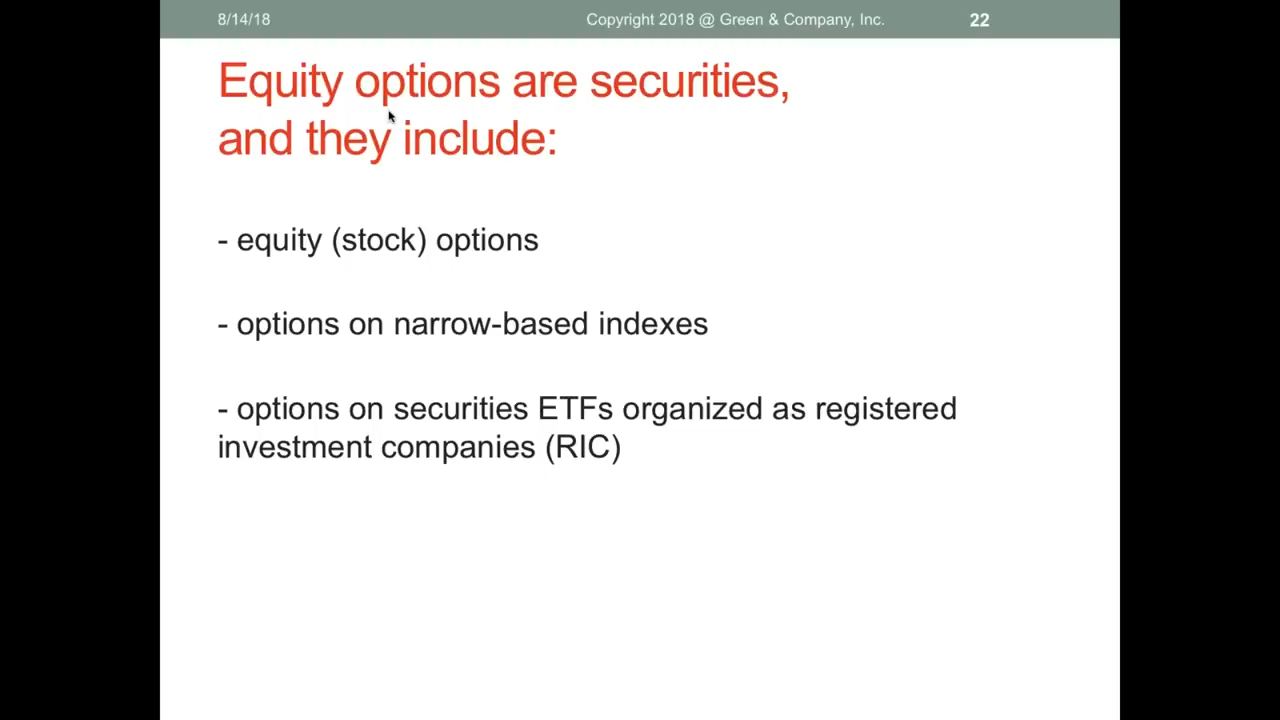 8/14/18 Copyright 2018 @ Green & Company, Inc. 22
Equity options are securities,
and they include:
- equity (stock) options
- options on narrow-based indexes
- options on securities ETFs organized as registered
investment companies (RIC)